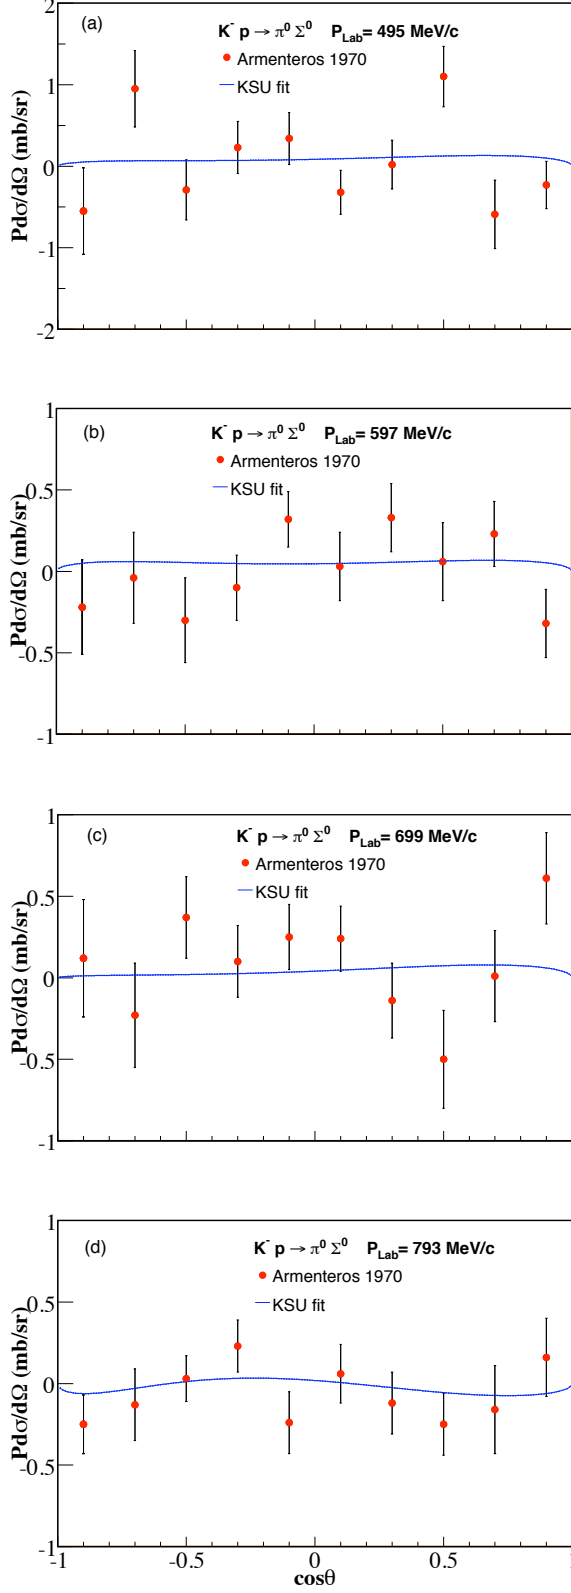 (a)
K⁻ p → π⁰ Σ⁰ P_Lab= 495 MeV/c
Armenteros 1970
KSU fit
Pdσ/dΩ (mb/sr)
2
1
0
-1
-2
(b)
K⁻ p → π⁰ Σ⁰ P_Lab= 597 MeV/c
Armenteros 1970
KSU fit
Pdσ/dΩ (mb/sr)
1
0.5
0
-0.5
-1
(c)
K⁻ p → π⁰ Σ⁰ P_Lab= 699 MeV/c
Armenteros 1970
KSU fit
Pdσ/dΩ (mb/sr)
1
0.5
0
-0.5
-1
(d)
K⁻ p → π⁰ Σ⁰ P_Lab= 793 MeV/c
Armenteros 1970
KSU fit
Pdσ/dΩ (mb/sr)
1
0.5
0
-0.5
-1 -0.5 0 0.5 1
cosθ